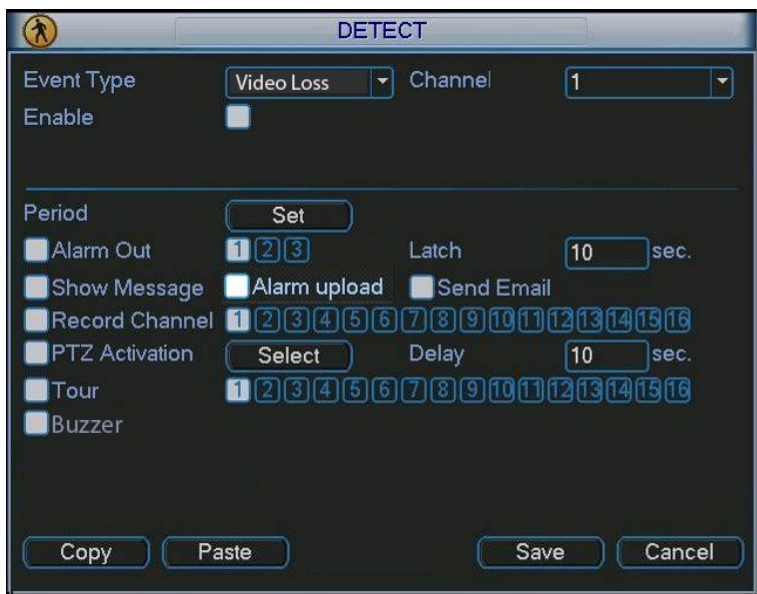 DETECT
Event Type Video Loss Channel 1
Enable
Period Set
Alarm Out 1 2 3 Latch 10 sec.
Show Message Alarm upload Send Email
Record Channel 1 2 3 4 5 6 7 8 9 10 11 12 13 14 15 16
PTZ Activation Select Delay 10 sec.
Tour 1 2 3 4 5 6 7 8 9 10 11 12 13 14 15 16
Buzzer
Copy Paste Save Cancel